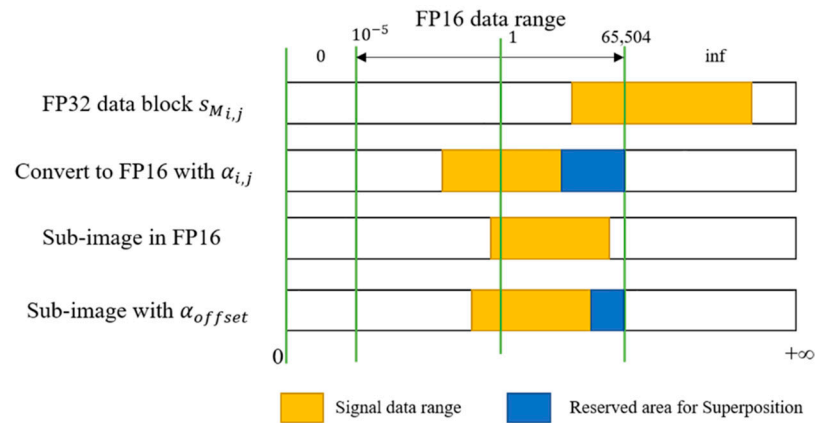 FP16 data range
10⁻⁵ 1 65,504
0 inf
FP32 data block s_{M_{i,j}}
Convert to FP16 with α_{i,j}
Sub-image in FP16
Sub-image with α_{offset}
0 +∞
Signal data range Reserved area for Superposition